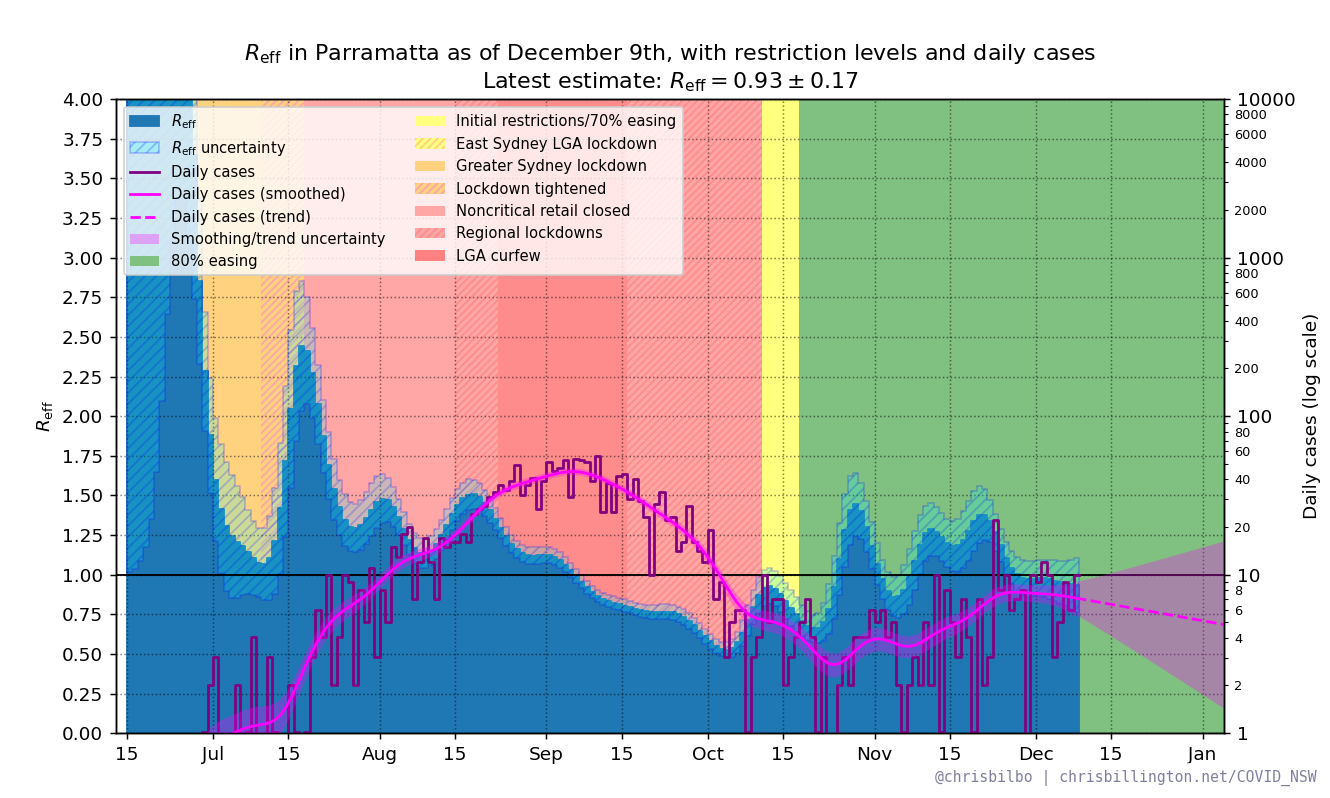 Reff in Parramatta as of December 9th, with restriction levels and daily cases
Latest estimate: Reff = 0.93 ± 0.17
Reff
Reff uncertainty
Daily cases
Daily cases (smoothed)
Daily cases (trend)
Smoothing/trend uncertainty
80% easing
Initial restrictions/70% easing
East Sydney LGA lockdown
Greater Sydney lockdown
Lockdown tightened
Noncritical retail closed
Regional lockdowns
LGA curfew
4.00
3.75
3.50
3.25
3.00
2.75
2.50
2.25
2.00
1.75
1.50
1.25
1.00
0.75
0.50
0.25
0.00
Reff
10000
8000
6000
4000
2000
1000
800
600
400
200
100
80
60
40
20
10
8
6
4
2
1
Daily cases (log scale)
15 Jul 15 Aug 15 Sep 15 Oct 15 Nov 15 Dec 15 Jan
@chrisbilbo | chrisbillington.net/COVID_NSW